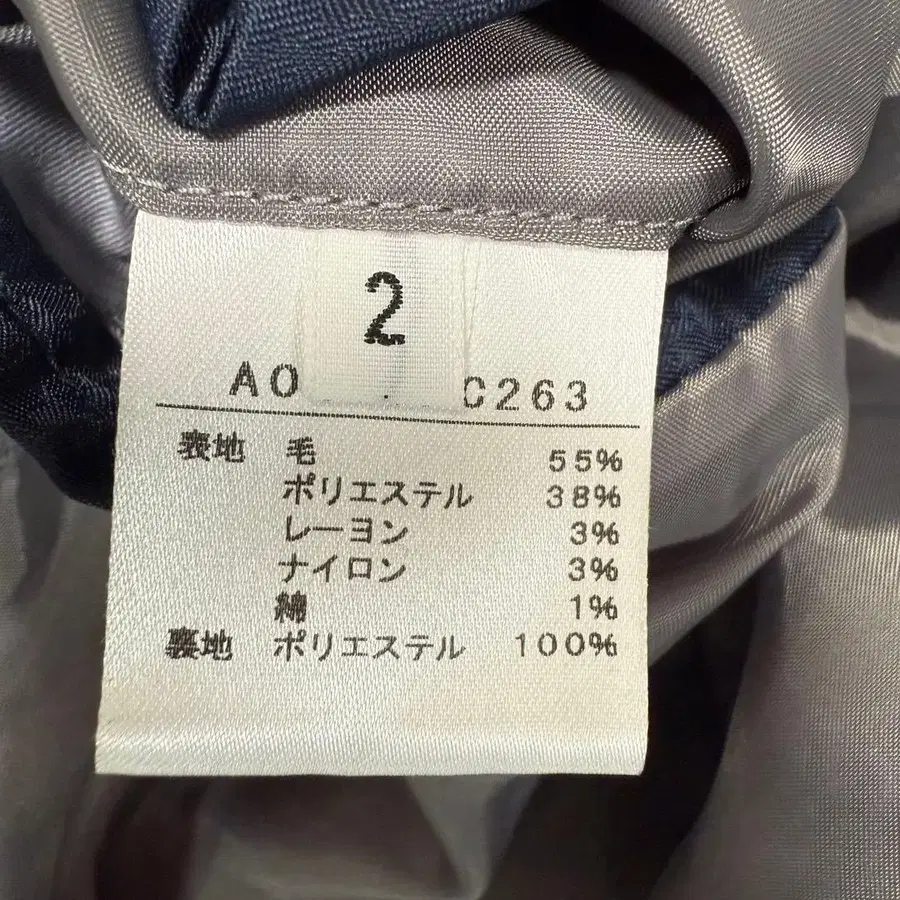 2
AO C263
表地 毛 55%
ポリエステル 38%
レーヨン 3%
ナイロン 3%
綿 1%
裏地 ポリエステル 100%